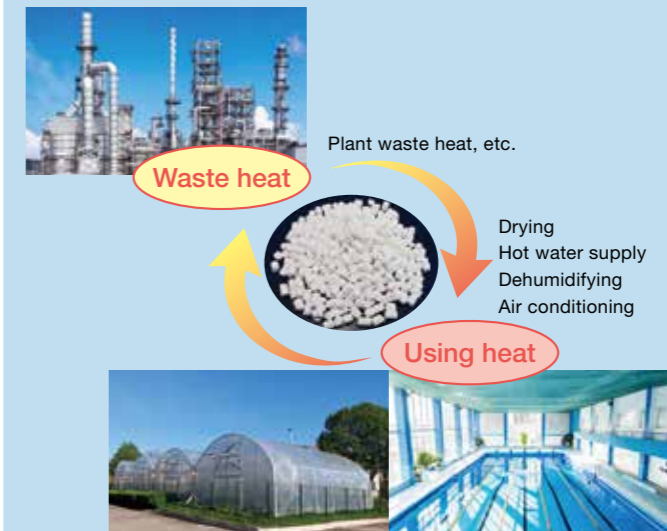 Plant waste heat, etc.
Waste heat
Drying
Hot water supply
Dehumidifying
Air conditioning
Using heat